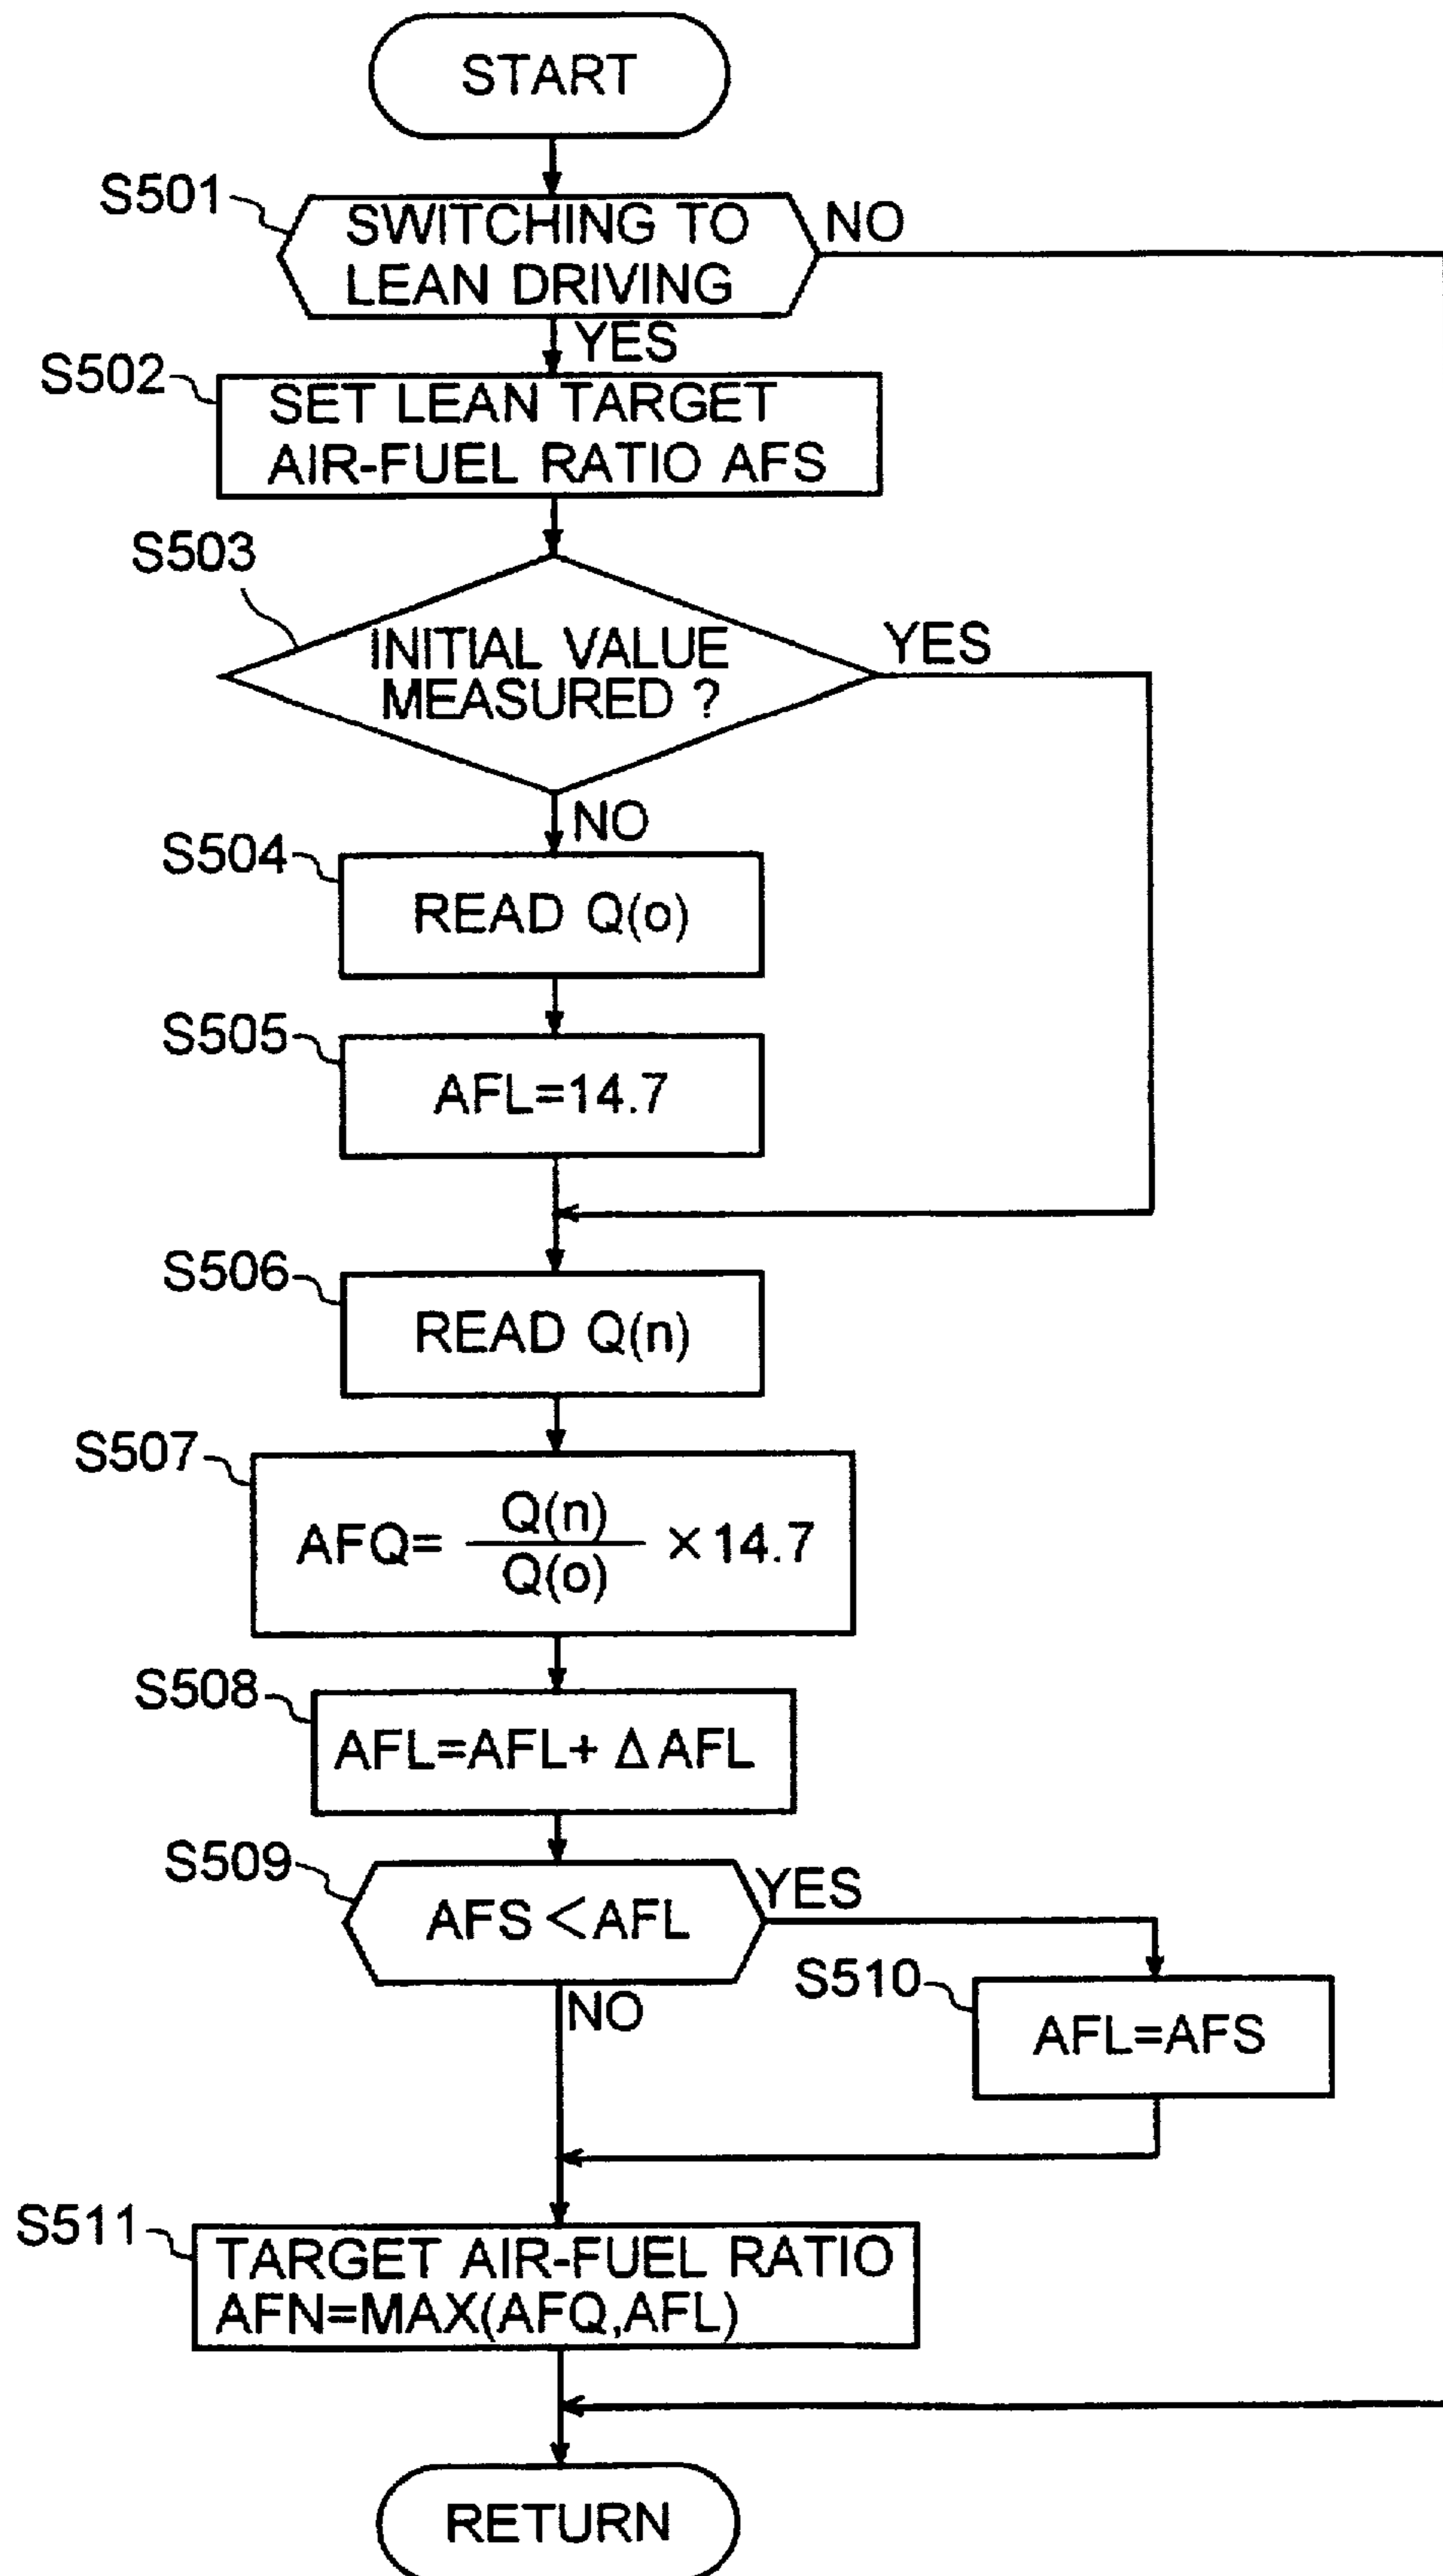 START
S501
SWITCHING TO
LEAN DRIVING
NO
YES
S502
SET LEAN TARGET
AIR-FUEL RATIO AFS
S503
INITIAL VALUE
MEASURED ?
YES
NO
S504
READ Q(o)
S505
AFL=14.7
S506
READ Q(n)
S507
AFQ= Q(n)/Q(o) ×14.7
S508
AFL=AFL+ Δ AFL
S509
AFS<AFL
YES
NO
S510
AFL=AFS
S511
TARGET AIR-FUEL RATIO
AFN=MAX(AFQ,AFL)
RETURN